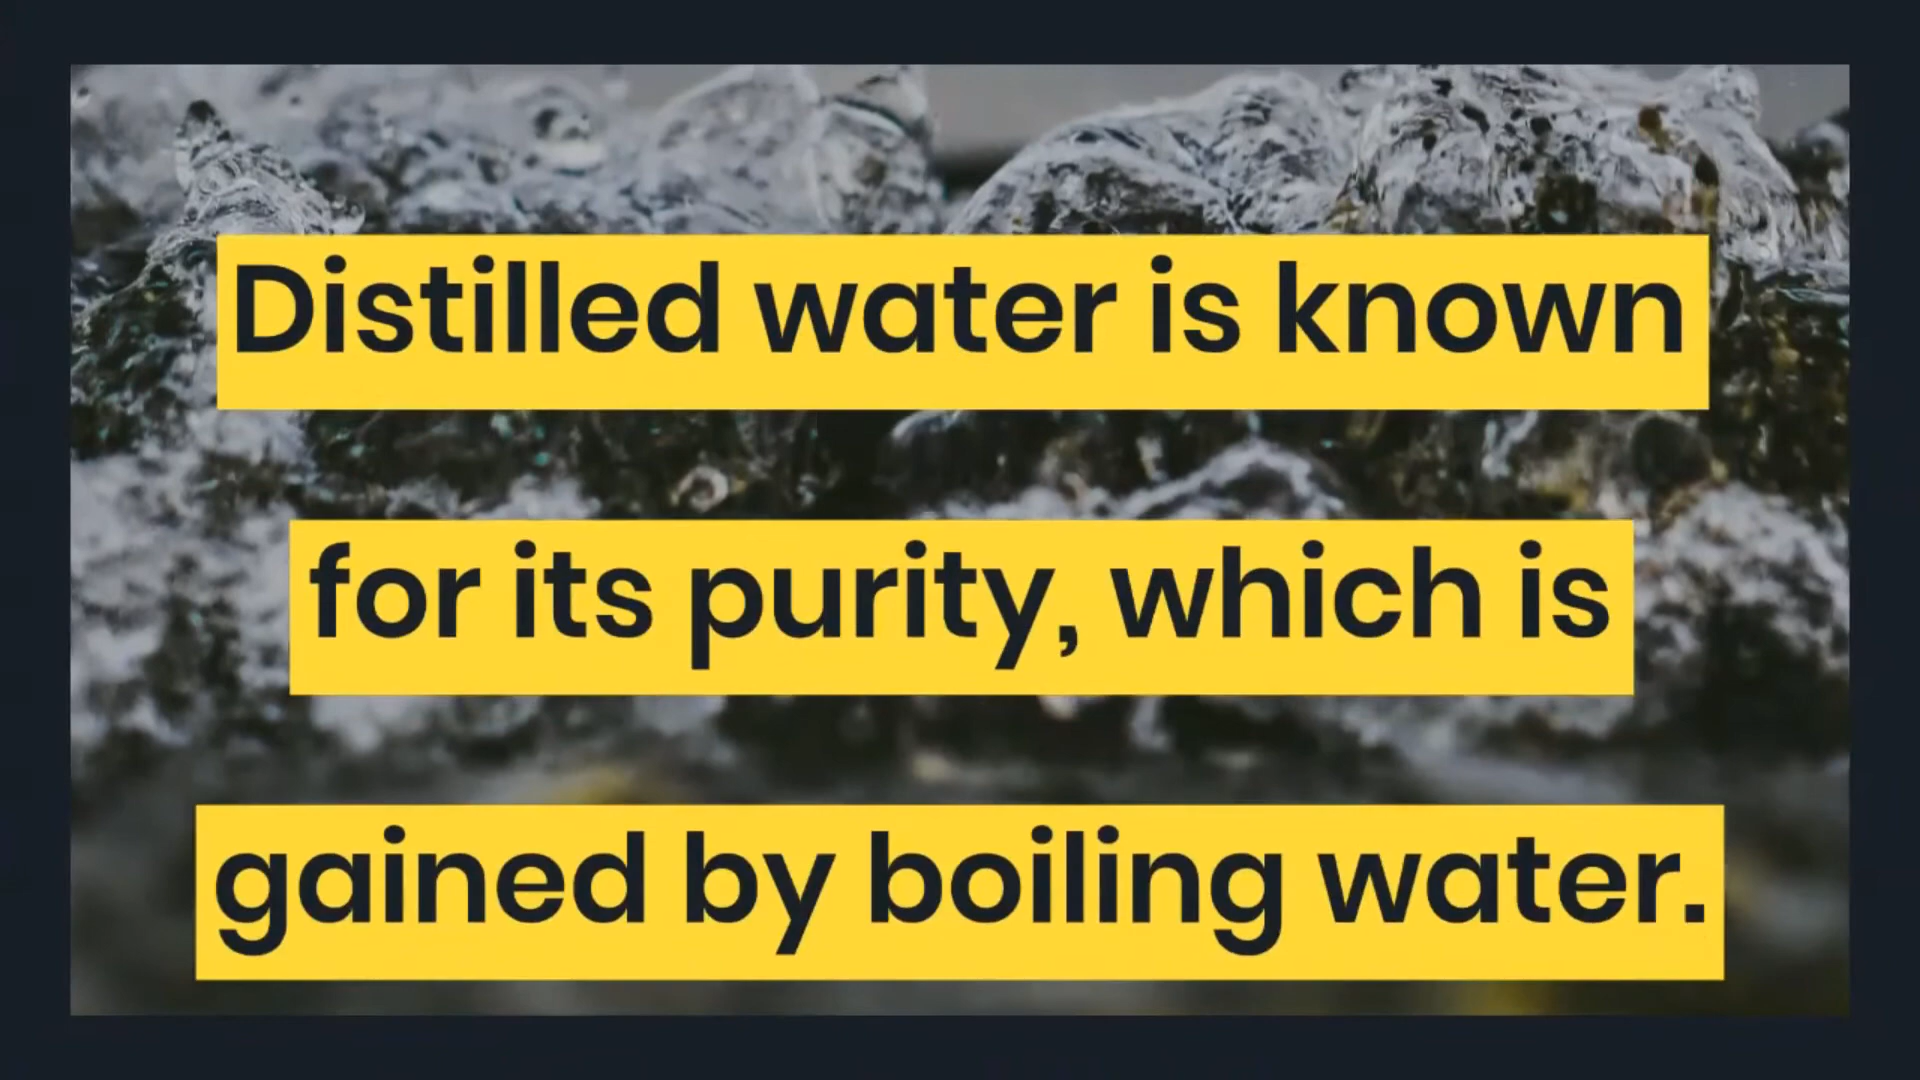 Distilled water is known
for its purity, which is
gained by boiling water.